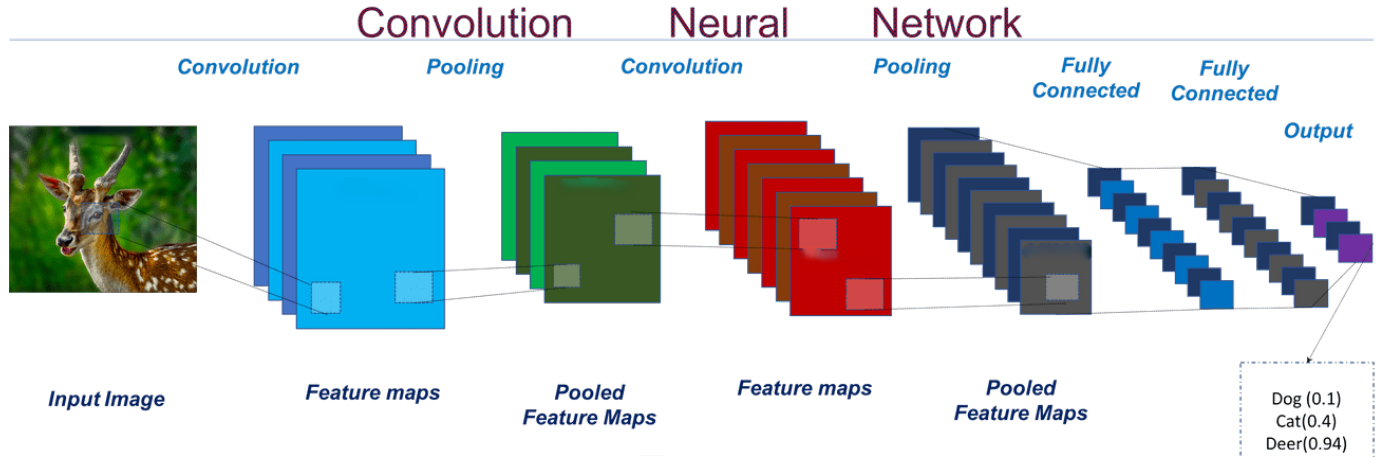 Convolution Neural Network
Convolution
Pooling
Convolution
Pooling
Fully
Connected
Fully
Connected
Output
Input Image
Feature maps
Pooled
Feature Maps
Feature maps
Pooled
Feature Maps
Dog (0.1)
Cat(0.4)
Deer(0.94)